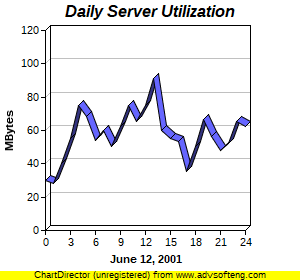 Daily Server Utilization
MBytes
120
100
80
60
40
20
0
0 3 6 9 12 15 18 21 24
June 12, 2001
ChartDirector (unregistered) from www.advsofteng.com